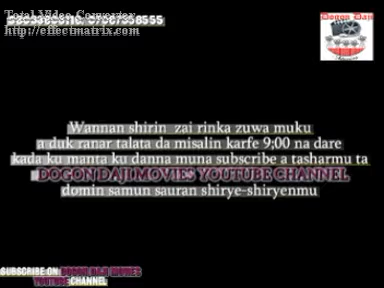 Total Video Converter
http://effectmatrix.com
Dogon Daji
Wannan shirin zai rinka zuwa muku
a duk ranar talata da misalin karfe 9;00 na dare
kada ku manta ku danna muna subscribe a tasharmu ta
DOGON DAJI MOVIES YOUTUBE CHANNEL
domin samun sauran shirye-shiryenmu
SUBSCRIBE ON DOGON DAJI MOVIES
YOUTUBE CHANNEL